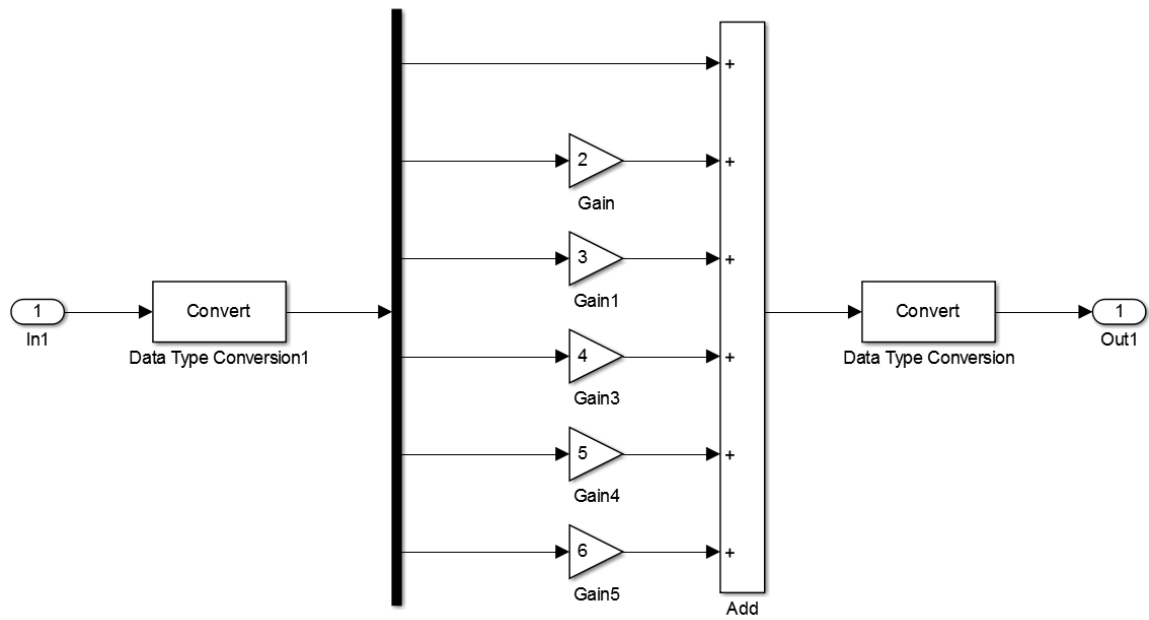 +
2
+
Gain
3
+
Gain1
1
In1
Convert
Data Type Conversion1
Convert
Data Type Conversion
1
Out1
4
+
Gain3
5
+
Gain4
6
+
Gain5
Add